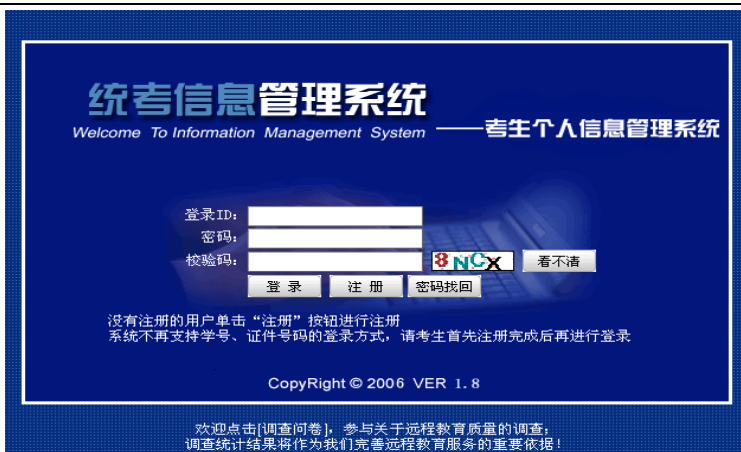 统考信息管理系统
Welcome To Information Management System ——考生个人信息管理系统
登录ID:
密码:
校验码: 8NCX 看不清
登 录 注 册 密码找回
没有注册的用户单击“注册”按钮进行注册
系统不再支持学号、证件号码的登录方式，请考生首先注册完成后再进行登录
CopyRight © 2006 VER 1.8
欢迎点击[调查问卷]，参与关于远程教育质量的调查；
调查统计结果将作为我们完善远程教育服务的重要依据！